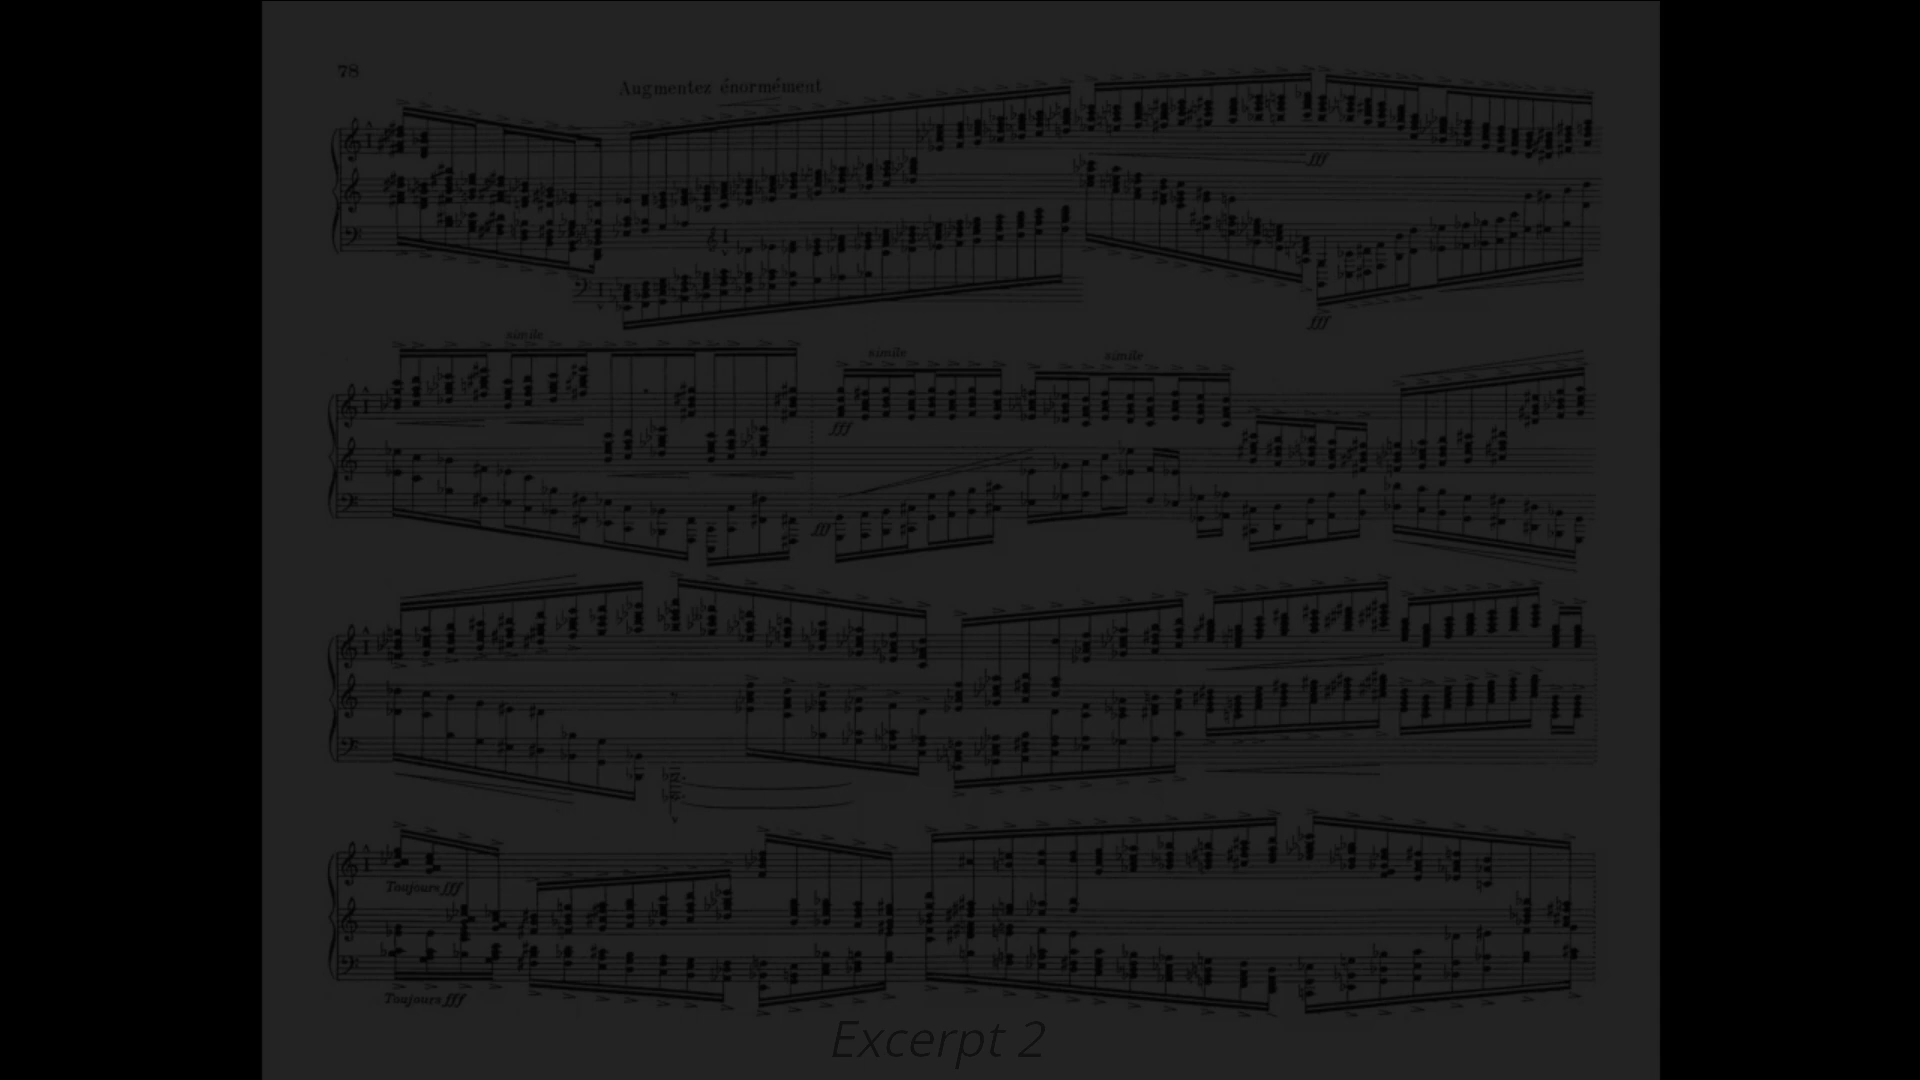 78
Augmentez énormément
fff
fff
simile
simile
simile
fff
fff
Toujours fff
Toujours fff
Excerpt 2